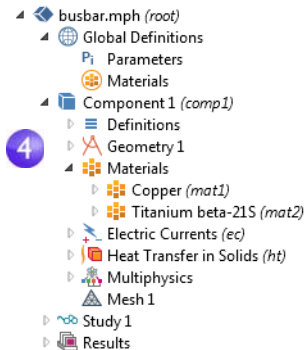 busbar.mph (root)
Global Definitions
Pi Parameters
Materials
Component 1 (comp1)
Definitions
4
Geometry 1
Materials
Copper (mat1)
Titanium beta-21S (mat2)
Electric Currents (ec)
Heat Transfer in Solids (ht)
Multiphysics
Mesh 1
Study 1
Results